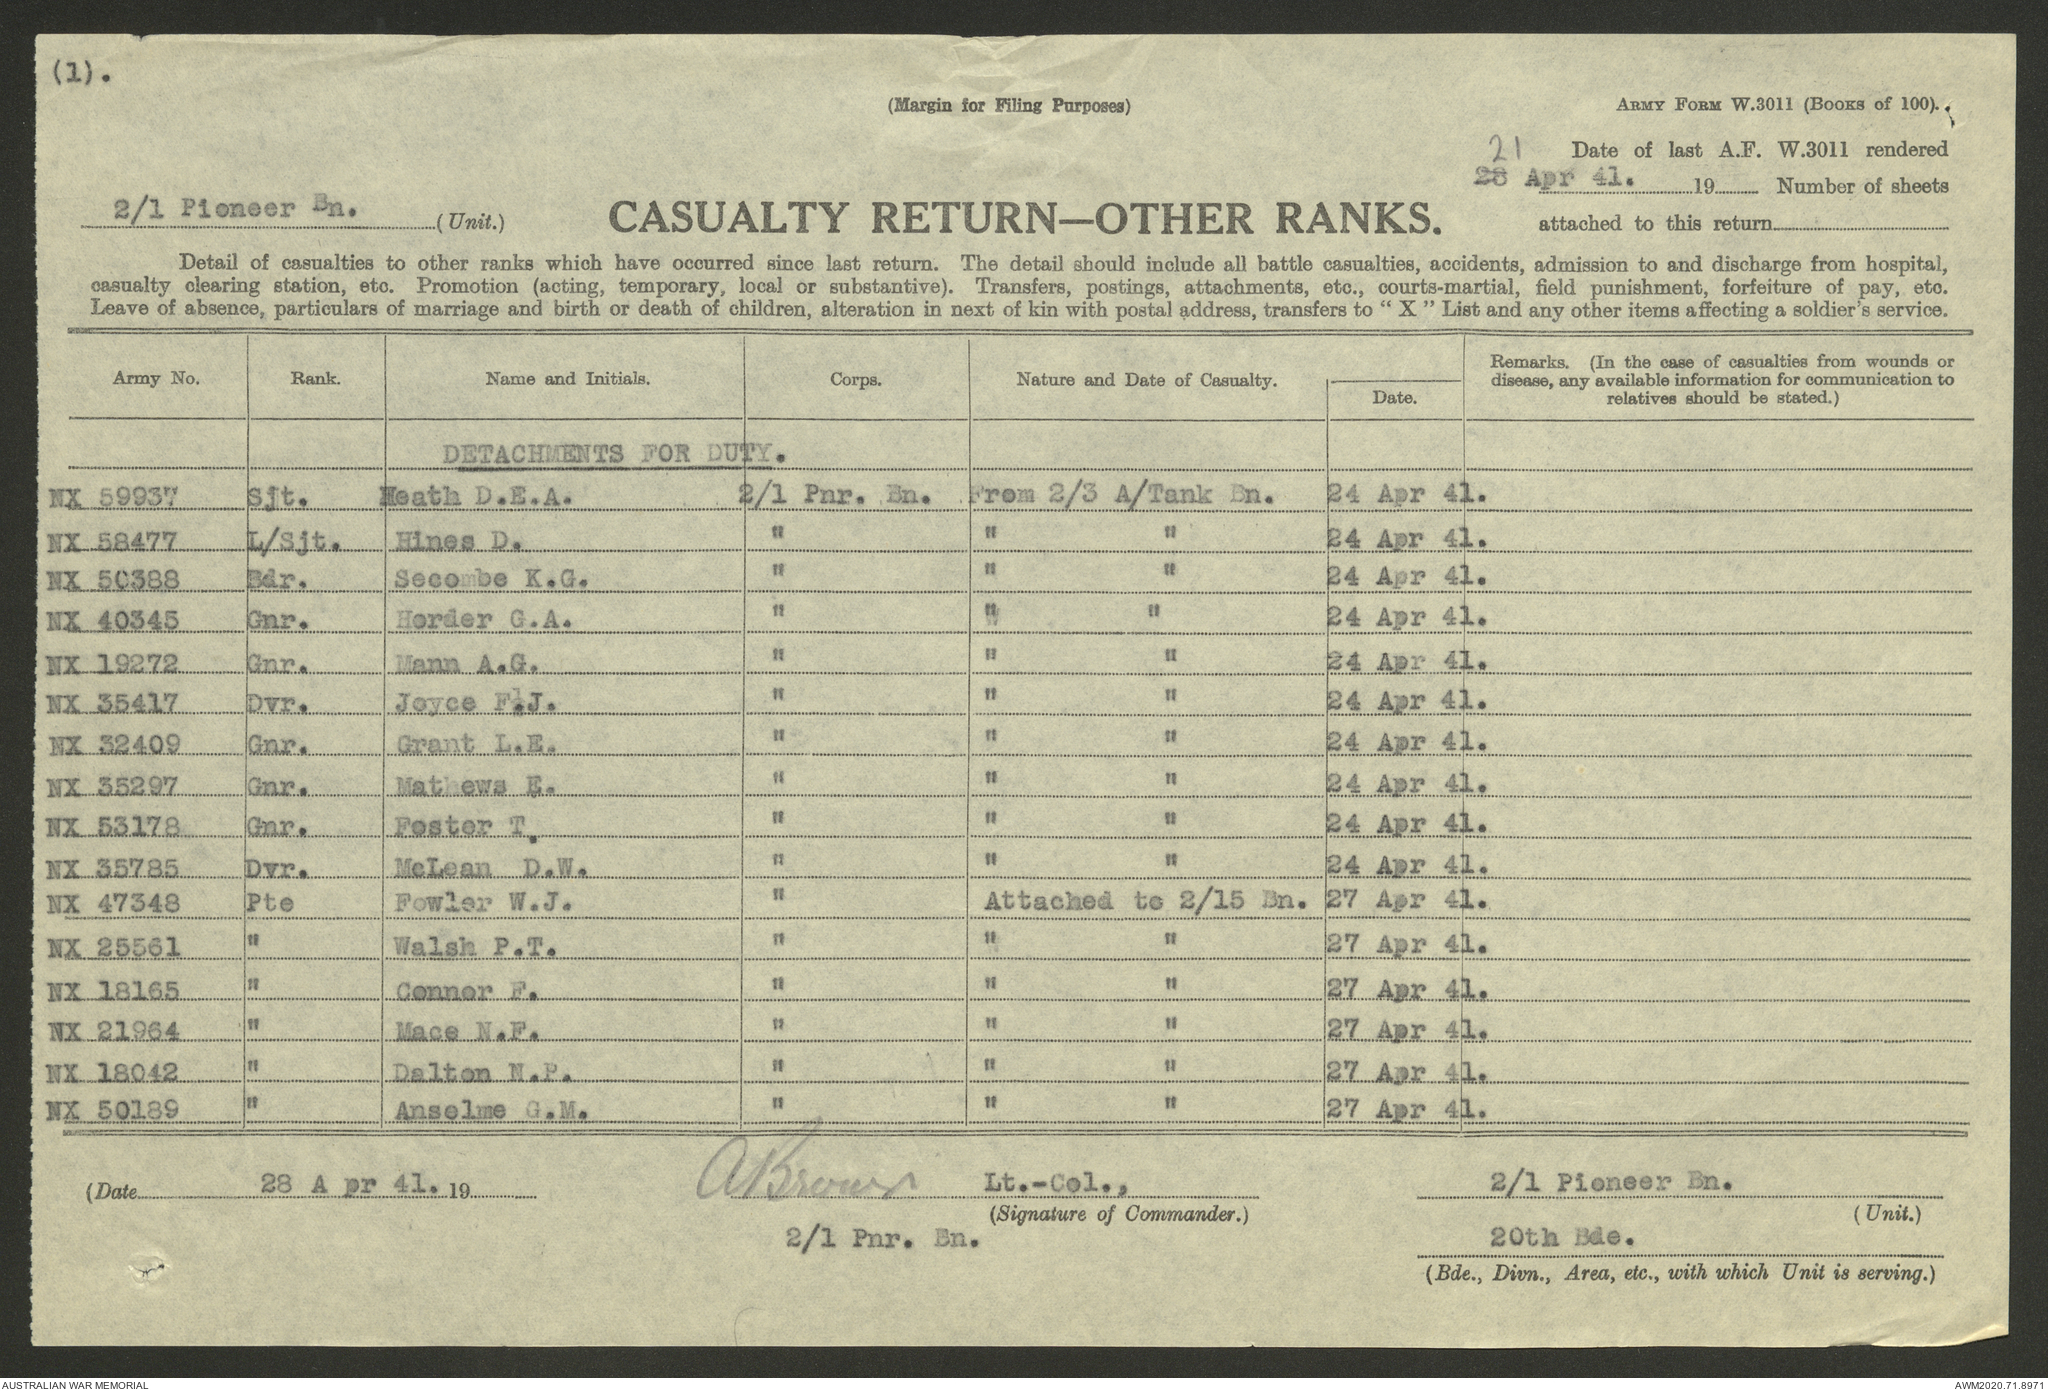 (1).
(Margin for Filing Purposes)
ARMY FORM W.3011 (BOOKS OF 100).
21
Date of last A.F. W.3011 rendered
28 Apr 41. 19 Number of sheets
attached to this return
2/1 Pioneer Bn. (Unit.)
CASUALTY RETURN—OTHER RANKS.
Detail of casualties to other ranks which have occurred since last return. The detail should include all battle casualties, accidents, admission to and discharge from hospital,
casualty clearing station, etc. Promotion (acting, temporary, local or substantive). Transfers, postings, attachments, etc., courts-martial, field punishment, forfeiture of pay, etc.
Leave of absence, particulars of marriage and birth or death of children, alteration in next of kin with postal address, transfers to " X " List and any other items affecting a soldier's service.
Army No. Rank. Name and Initials. Corps. Nature and Date of Casualty. Date. Remarks. (In the case of casualties from wounds or
disease, any available information for communication to
relatives should be stated.)
DETACHMENTS FOR DUTY.
NX 59937 Sjt. Heath D.E.A. 2/1 Pnr. Bn. From 2/3 A/Tank Bn. 24 Apr 41.
NX 58477 L/Sjt. Hines D. " " " 24 Apr 41.
NX 50388 Bdr. Secombe K.G. " " " 24 Apr 41.
NX 40345 Gnr. Horder G.A. " " " 24 Apr 41.
NX 19272 Gnr. Mann A.G. " " " 24 Apr 41.
NX 35417 Dvr. Joyce F.J. " " " 24 Apr 41.
NX 32409 Gnr. Grant L.E. " " " 24 Apr 41.
NX 35297 Gnr. Mathews E. " " " 24 Apr 41.
NX 53178 Gnr. Foster T. " " " 24 Apr 41.
NX 35785 Dvr. McLean D.W. " " " 24 Apr 41.
NX 47348 Pte Fowler W.J. " Attached to 2/15 Bn. 27 Apr 41.
NX 25561 " Walsh P.T. " " " 27 Apr 41.
NX 18165 " Connor F. " " " 27 Apr 41.
NX 21964 " Mace N.F. " " " 27 Apr 41.
NX 18042 " Dalton N.P. " " " 27 Apr 41.
NX 50189 " Anselme G.M. " " " 27 Apr 41.
(Date 28 A pr 41. 19 ABrown Lt.-Col., 2/1 Pioneer Bn.
(Signature of Commander.) (Unit.)
2/1 Pnr. Bn. 20th Bde.
(Bde., Divn., Area, etc., with which Unit is serving.)
AUSTRALIAN WAR MEMORIAL AWM2020.71.8971